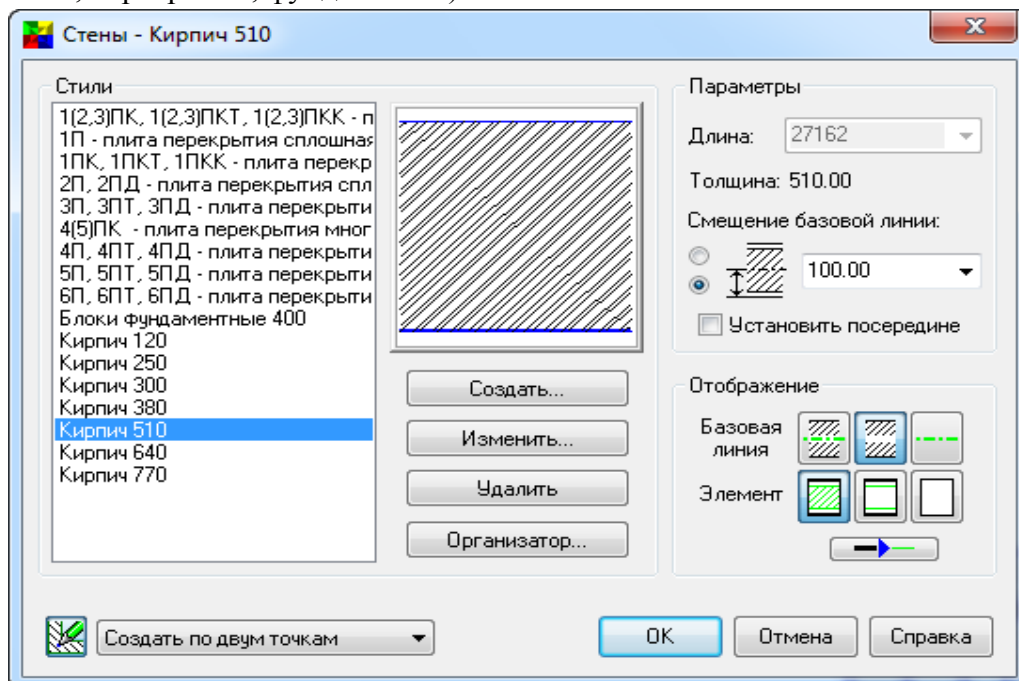 Стены - Кирпич 510
Стили
1(2,3)ПК, 1(2,3)ПКТ, 1(2,3)ПКК - п
1П - плита перекрытия сплошная
1ПК, 1ПКТ, 1ПКК - плита перекр
2П, 2ПД - плита перекрытия спл
3П, 3ПТ, 3ПД - плита перекрыти
4(5)ПК - плита перекрытия мног
4П, 4ПТ, 4ПД - плита перекрыти
5П, 5ПТ, 5ПД - плита перекрыти
6П, 6ПТ, 6ПД - плита перекрыти
Блоки фундаментные 400
Кирпич 120
Кирпич 250
Кирпич 300
Кирпич 380
Кирпич 510
Кирпич 640
Кирпич 770
Создать...
Изменить...
Удалить
Организатор...
Параметры
Длина: 27162
Толщина: 510.00
Смещение базовой линии:
100.00
Установить посередине
Отображение
Базовая
линия
Элемент
Создать по двум точкам
OK
Отмена
Справка